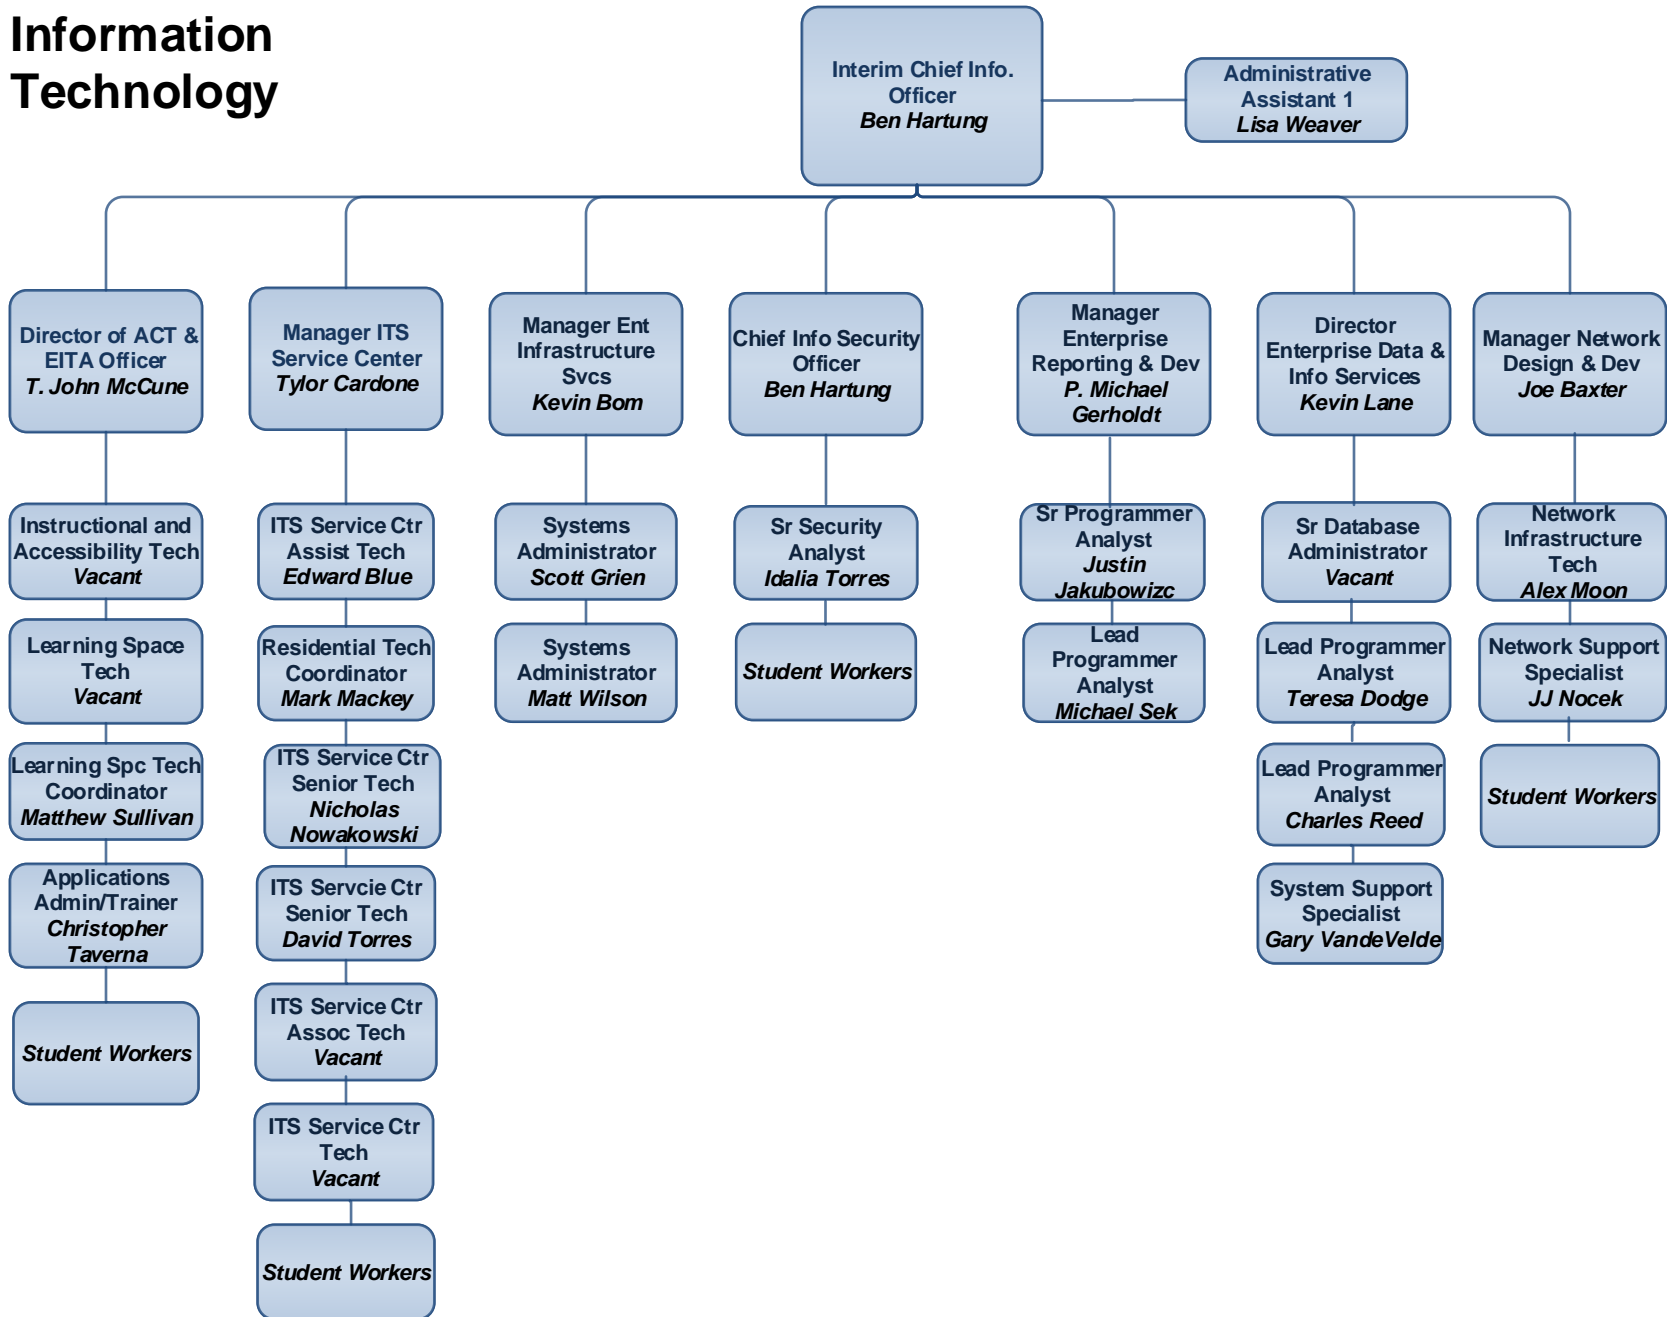 Information
Technology
Interim Chief Info.
Officer
Ben Hartung
Administrative
Assistant 1
Lisa Weaver
Director of ACT &
EITA Officer
T. John McCune
Instructional and
Accessibility Tech
Vacant
Learning Space
Tech
Vacant
Learning Spc Tech
Coordinator
Matthew Sullivan
Applications
Admin/Trainer
Christopher
Taverna
Student Workers
Manager ITS
Service Center
Tylor Cardone
ITS Service Ctr
Assist Tech
Edward Blue
Residential Tech
Coordinator
Mark Mackey
ITS Service Ctr
Senior Tech
Nicholas
Nowakowski
ITS Servcie Ctr
Senior Tech
David Torres
ITS Service Ctr
Assoc Tech
Vacant
ITS Service Ctr
Tech
Vacant
Student Workers
Manager Ent
Infrastructure
Svcs
Kevin Bom
Systems
Administrator
Scott Grien
Systems
Administrator
Matt Wilson
Chief Info Security
Officer
Ben Hartung
Sr Security
Analyst
Idalia Torres
Student Workers
Manager
Enterprise
Reporting & Dev
P. Michael
Gerholdt
Sr Programmer
Analyst
Justin
Jakubowizc
Lead
Programmer
Analyst
Michael Sek
Director
Enterprise Data &
Info Services
Kevin Lane
Sr Database
Administrator
Vacant
Lead Programmer
Analyst
Teresa Dodge
Lead Programmer
Analyst
Charles Reed
System Support
Specialist
Gary VandeVelde
Manager Network
Design & Dev
Joe Baxter
Network
Infrastructure
Tech
Alex Moon
Network Support
Specialist
JJ Nocek
Student Workers